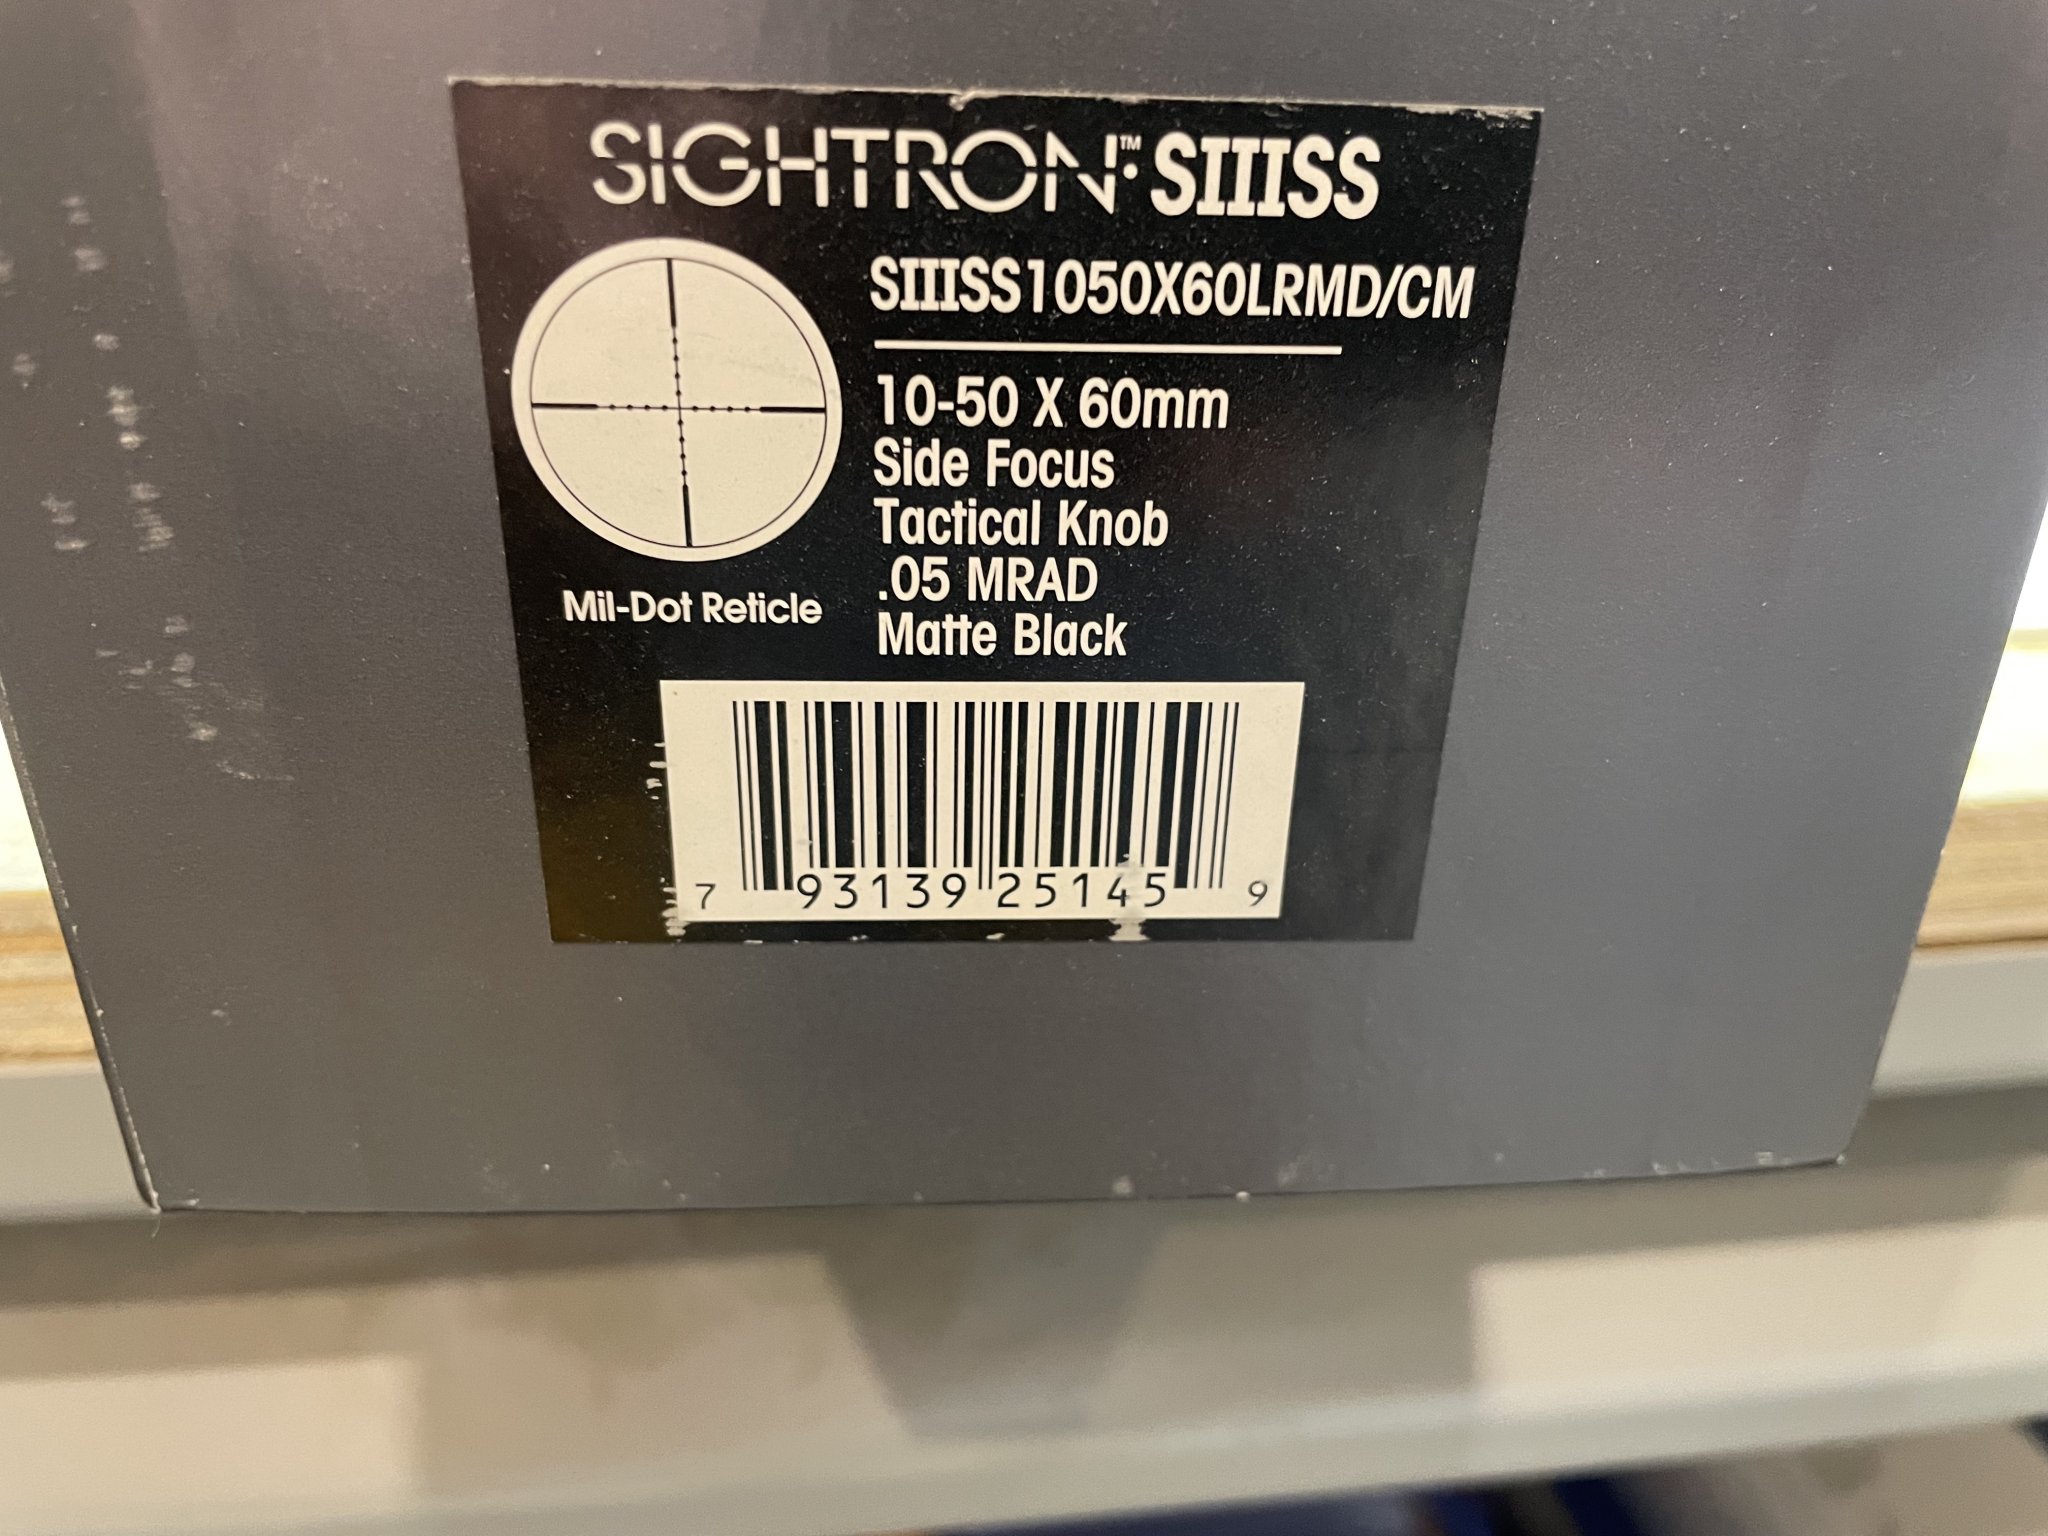 SIGHTRON™ SIIISS
SIIISS1050X60LRMD/CM
10-50 X 60mm
Side Focus
Tactical Knob
.05 MRAD
Matte Black
Mil-Dot Reticle
7 93139 25145 9